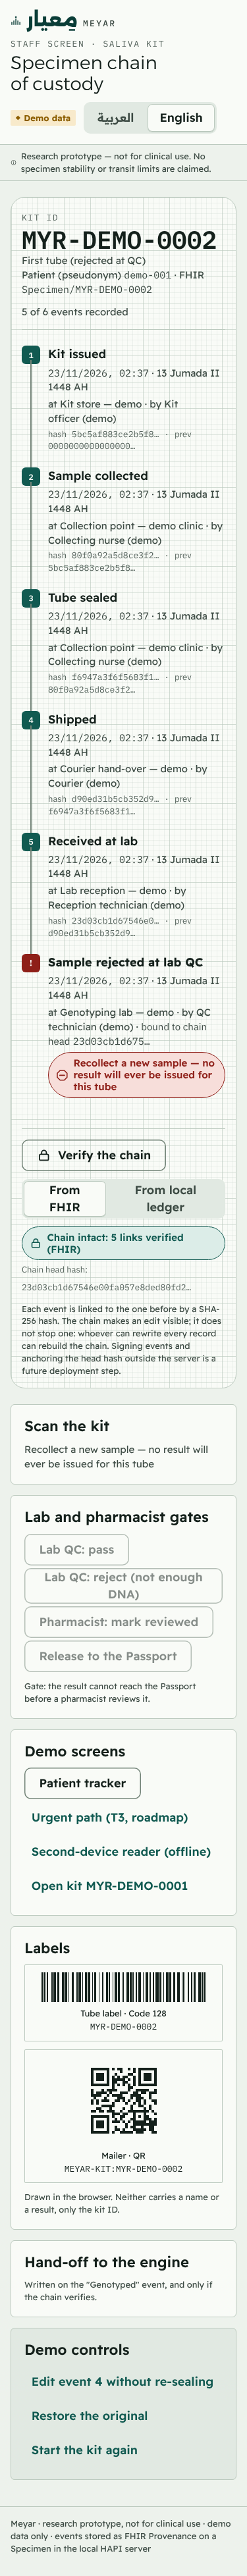 معيار MEYAR
STAFF SCREEN · SALIVA KIT
Specimen chain
of custody
Demo data
العربية
English
Research prototype — not for clinical use. No
specimen stability or transit limits are claimed.
KIT ID
MYR-DEMO-0002
First tube (rejected at QC)
Patient (pseudonym) demo-001 · FHIR
Specimen/MYR-DEMO-0002
5 of 6 events recorded
1
Kit issued
23/11/2026, 02:37 · 13 Jumada II
1448 AH
at Kit store — demo · by Kit
officer (demo)
hash 5bc5af883ce2b5f8… · prev
0000000000000000…
2
Sample collected
23/11/2026, 02:37 · 13 Jumada II
1448 AH
at Collection point — demo clinic · by
Collecting nurse (demo)
hash 80f0a92a5d8ce3f2… · prev
5bc5af883ce2b5f8…
3
Tube sealed
23/11/2026, 02:37 · 13 Jumada II
1448 AH
at Collection point — demo clinic · by
Collecting nurse (demo)
hash f6947a3f6f5683f1… · prev
80f0a92a5d8ce3f2…
4
Shipped
23/11/2026, 02:37 · 13 Jumada II
1448 AH
at Courier hand-over — demo · by
Courier (demo)
hash d90ed31b5cb352d9… · prev
f6947a3f6f5683f1…
5
Received at lab
23/11/2026, 02:37 · 13 Jumada II
1448 AH
at Lab reception — demo · by
Reception technician (demo)
hash 23d03cb1d67546e0… · prev
d90ed31b5cb352d9…
!
Sample rejected at lab QC
23/11/2026, 02:37 · 13 Jumada II
1448 AH
at Genotyping lab — demo · by QC
technician (demo) · bound to chain
head 23d03cb1d675…
Recollect a new sample — no
result will ever be issued for
this tube
Verify the chain
From
FHIR
From local
ledger
Chain intact: 5 links verified
(FHIR)
Chain head hash:
23d03cb1d67546e00fa057e8ded80fd2…
Each event is linked to the one before by a SHA-
256 hash. The chain makes an edit visible; it does
not stop one: whoever can rewrite every record
can rebuild the chain. Signing events and
anchoring the head hash outside the server is a
future deployment step.
Scan the kit
Recollect a new sample — no result will
ever be issued for this tube
Lab and pharmacist gates
Lab QC: pass
Lab QC: reject (not enough
DNA)
Pharmacist: mark reviewed
Release to the Passport
Gate: the result cannot reach the Passport
before a pharmacist reviews it.
Demo screens
Patient tracker
Urgent path (T3, roadmap)
Second-device reader (offline)
Open kit MYR-DEMO-0001
Labels
Tube label · Code 128
MYR-DEMO-0002
Mailer · QR
MEYAR-KIT:MYR-DEMO-0002
Drawn in the browser. Neither carries a name or
a result, only the kit ID.
Hand-off to the engine
Written on the "Genotyped" event, and only if
the chain verifies.
Demo controls
Edit event 4 without re-sealing
Restore the original
Start the kit again
Meyar · research prototype, not for clinical use · demo
data only · events stored as FHIR Provenance on a
Specimen in the local HAPI server